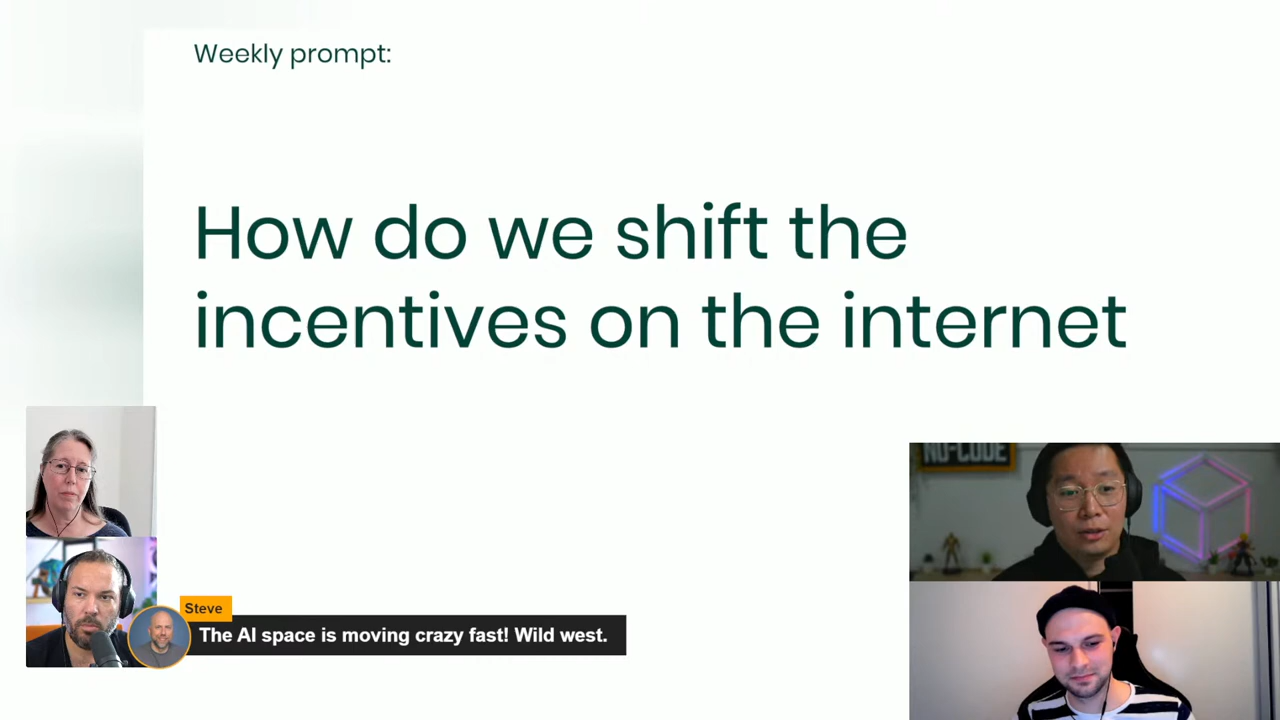 Weekly prompt:
How do we shift the
incentives on the internet
NO-CODE
Steve
The AI space is moving crazy fast! Wild west.